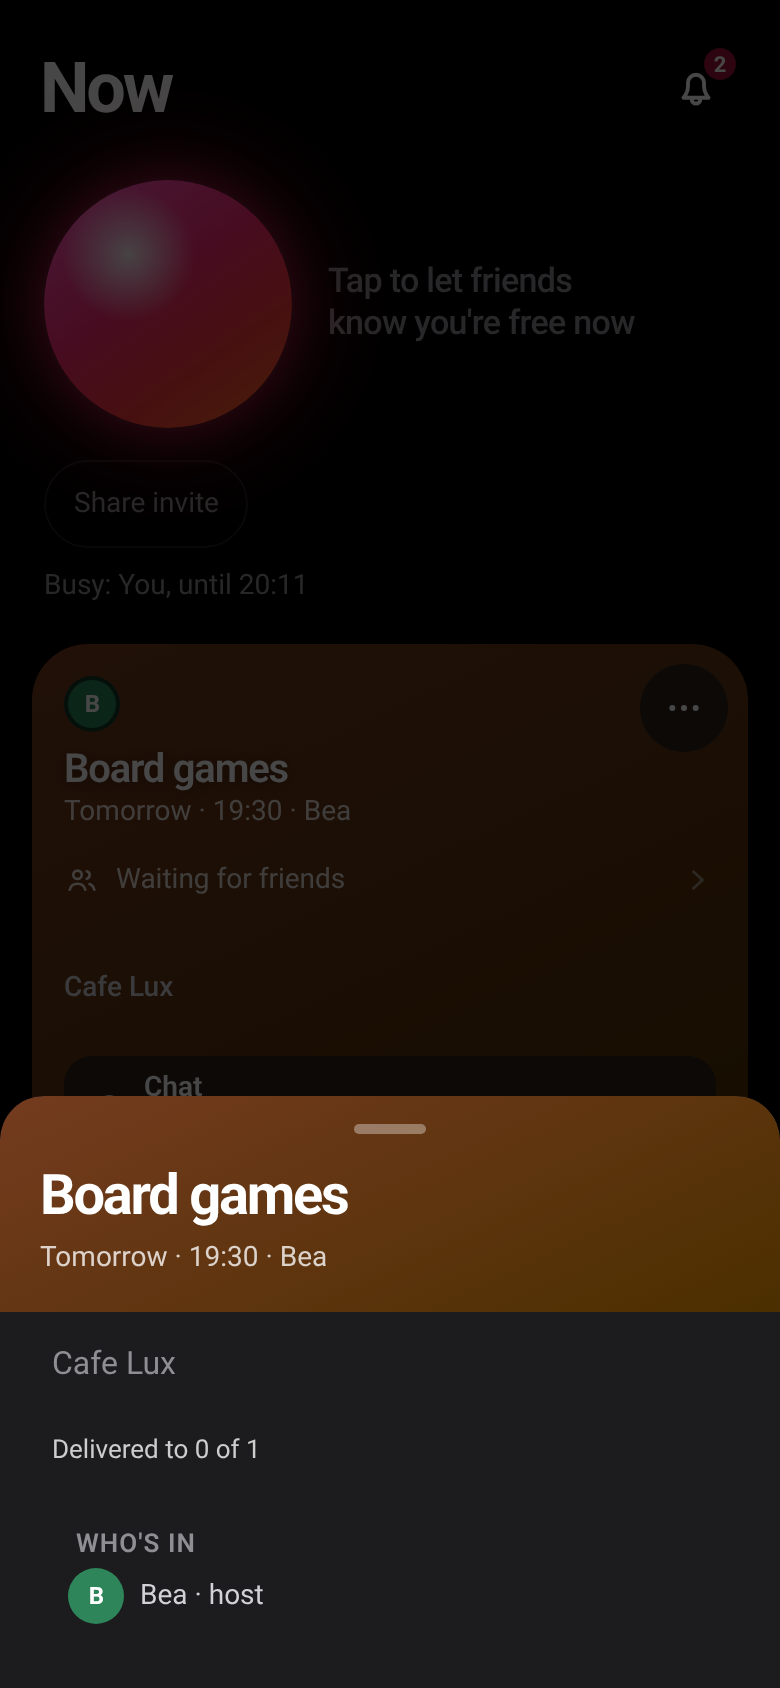 Now
2
Tap to let friends
know you're free now
Share invite
Busy: You, until 20:11
B
Board games
Tomorrow · 19:30 · Bea
Waiting for friends
Cafe Lux
Chat
Board games
Tomorrow · 19:30 · Bea
Cafe Lux
Delivered to 0 of 1
WHO'S IN
B
Bea · host